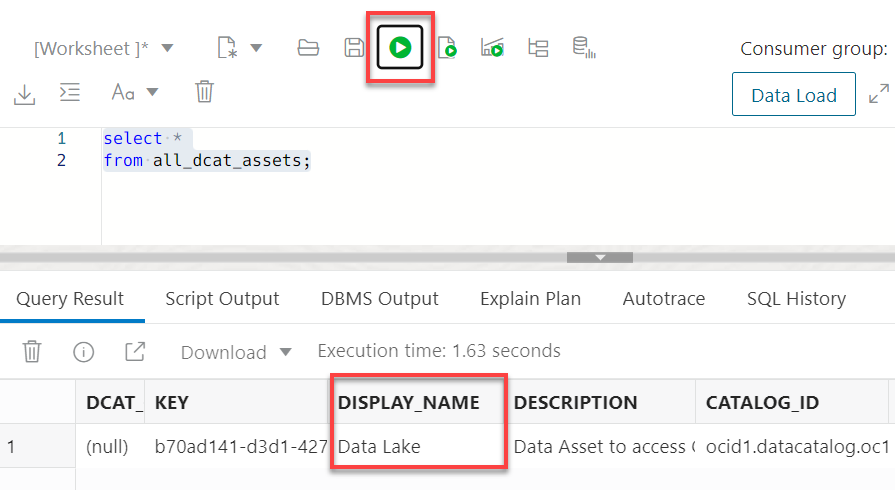 [Worksheet ]*
Consumer group:
Aa
Data Load
1 select *
2 from all_dcat_assets;
Query Result Script Output DBMS Output Explain Plan Autotrace SQL History
Download Execution time: 1.63 seconds
DCAT_ KEY DISPLAY_NAME DESCRIPTION CATALOG_ID
1 (null) b70ad141-d3d1-427 Data Lake Data Asset to access ocid1.datacatalog.oc1